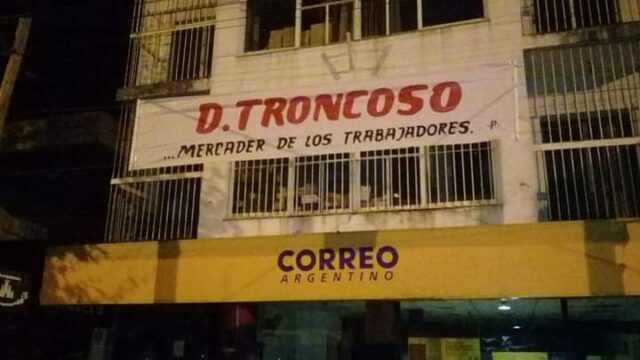 D. TRONCOSO
...MERCADER DE LOS TRABAJADORES. P
CORREO
ARGENTINO